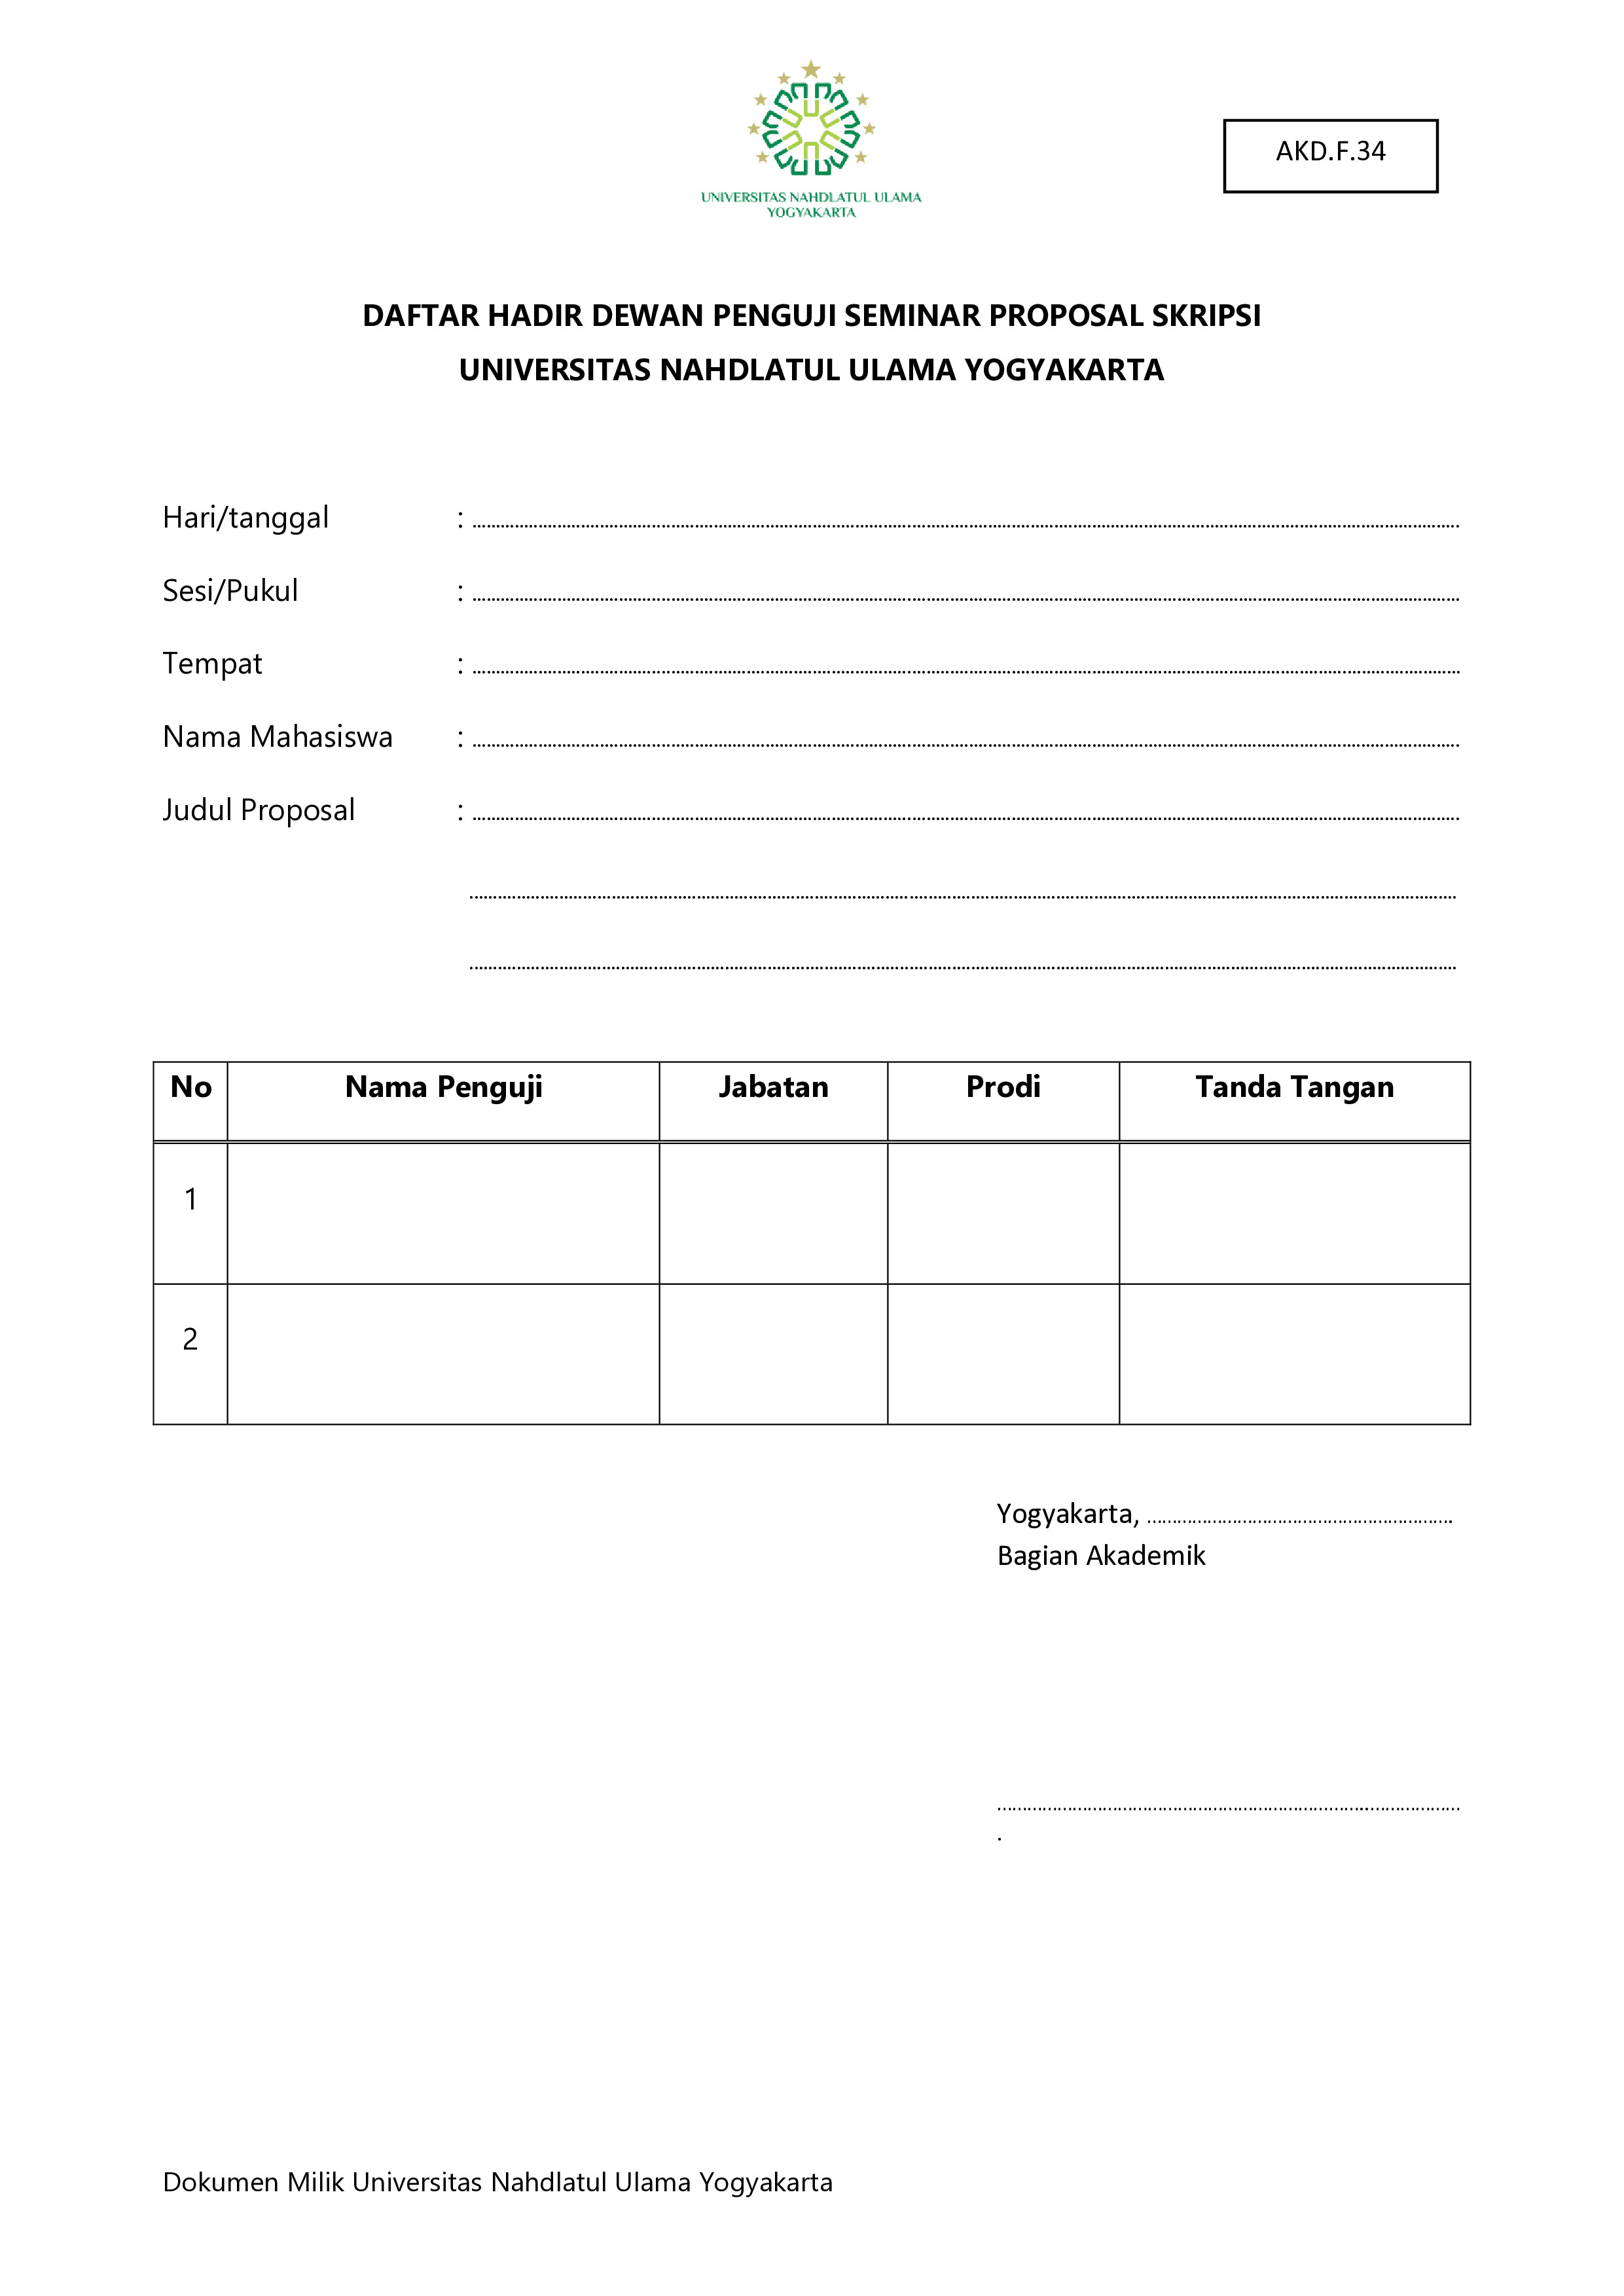 UNIVERSITAS NAHDLATUL ULAMA
YOGYAKARTA
AKD.F.34
DAFTAR HADIR DEWAN PENGUJI SEMINAR PROPOSAL SKRIPSI
UNIVERSITAS NAHDLATUL ULAMA YOGYAKARTA
Hari/tanggal : ........................................................................
Sesi/Pukul : ........................................................................
Tempat : ........................................................................
Nama Mahasiswa : ........................................................................
Judul Proposal : ........................................................................
........................................................................
........................................................................
No Nama Penguji Jabatan Prodi Tanda Tangan
1
2
Yogyakarta, ........................................
Bagian Akademik
............................................................
.
Dokumen Milik Universitas Nahdlatul Ulama Yogyakarta